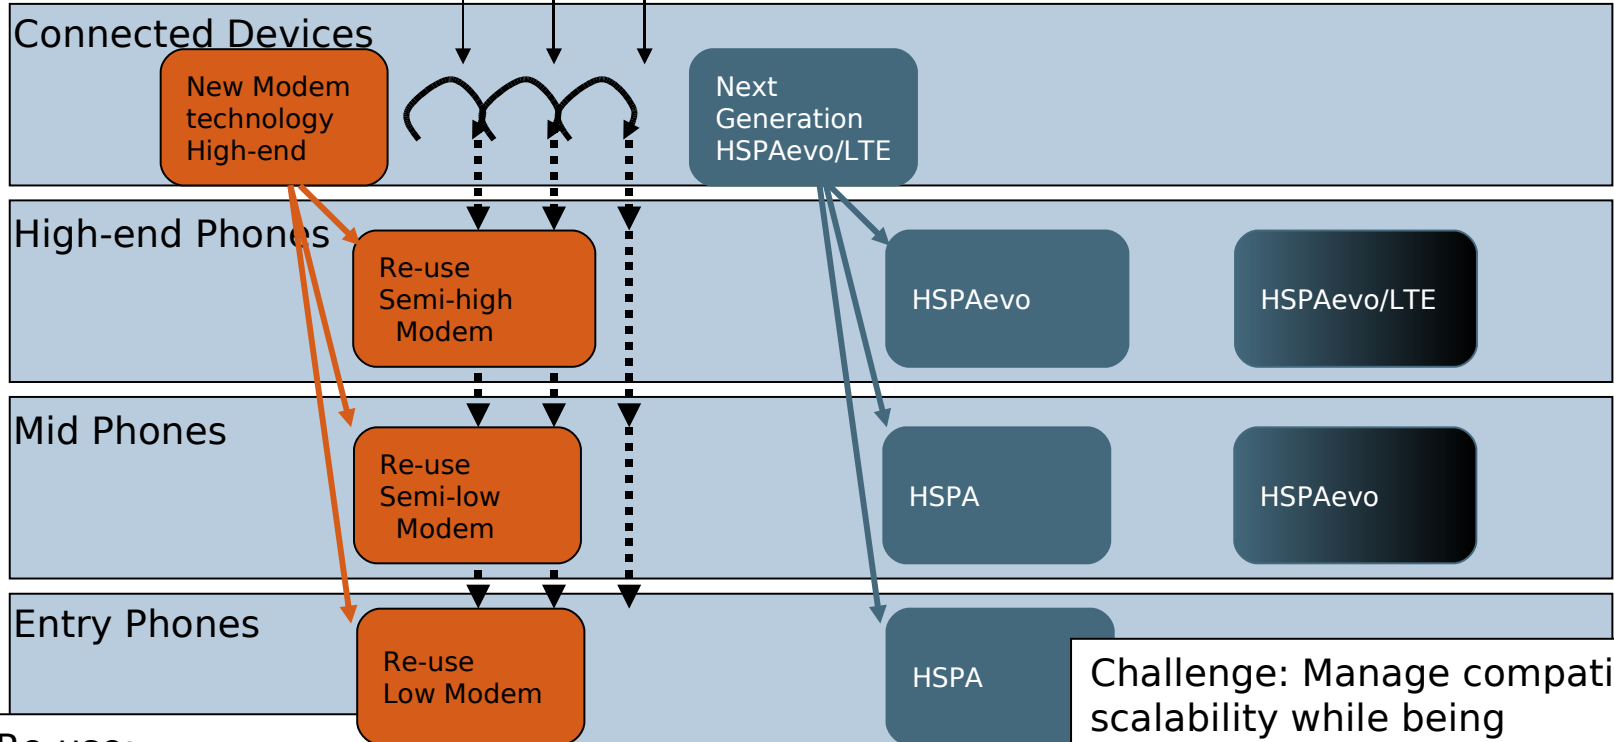 Connected Devices
New Modem
technology
High-end
Next
Generation
HSPAevo/LTE
High-end Phones
Re-use
Semi-high
Modem
HSPAevo
HSPAevo/LTE
Mid Phones
Re-use
Semi-low
Modem
HSPA
HSPAevo
Entry Phones
Re-use
Low Modem
HSPA
Challenge: Manage compati
scalability while being